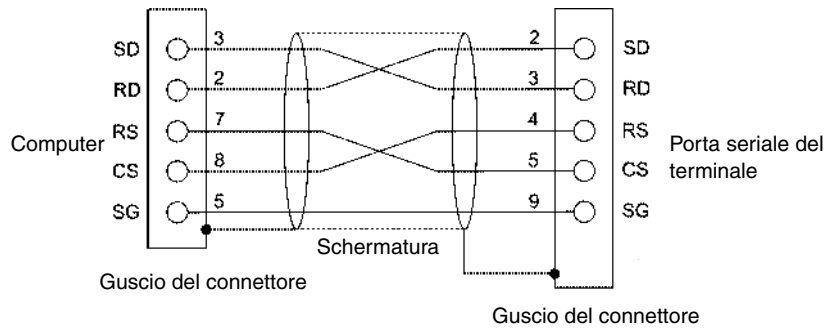 SD 3 2 SD
RD 2 3 RD
Computer RS 7 4 RS Porta seriale del
CS 8 5 CS terminale
SG 5 9 SG
Schermatura
Guscio del connettore
Guscio del connettore